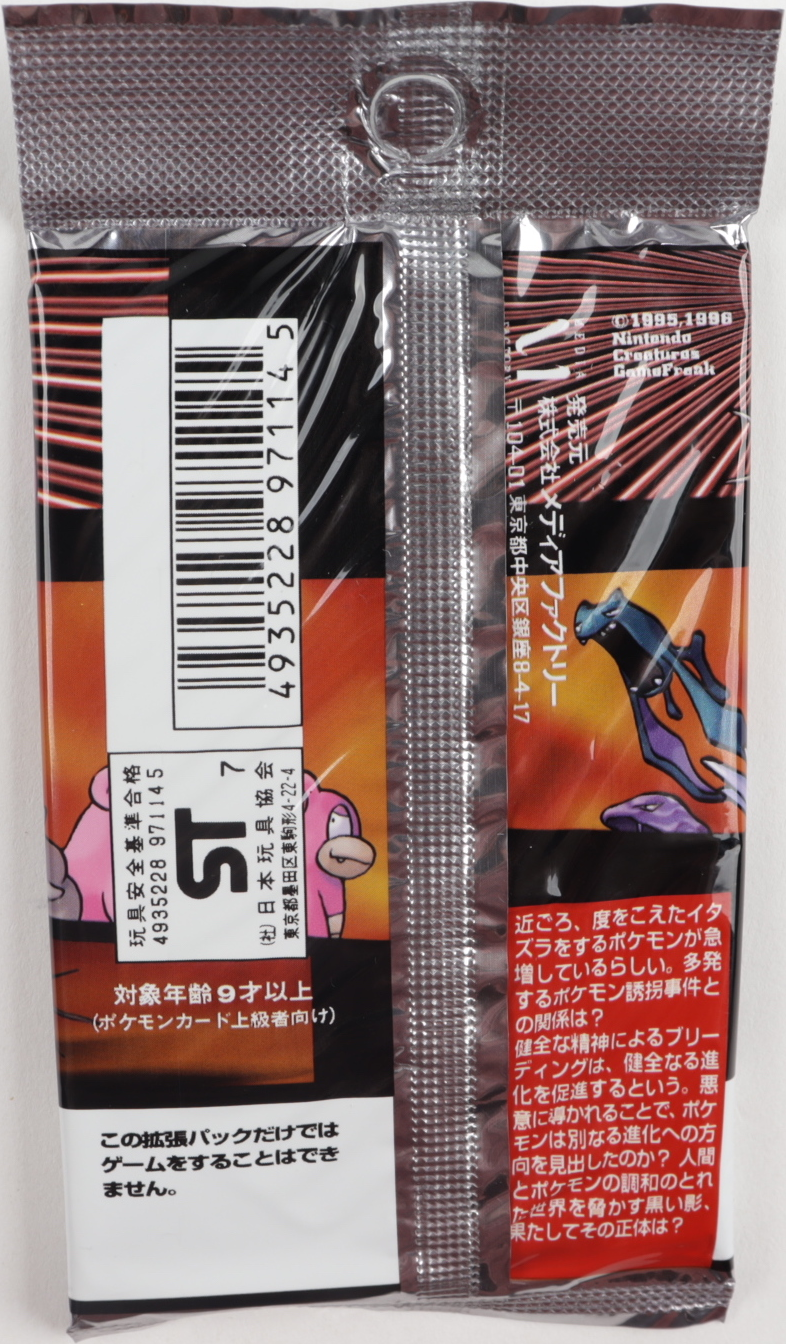 4935228 971145
玩具安全基準合格
4935228 971145
ST
7
(社)日本玩具協会
東京都墨田区東駒形4-22-4
対象年齢9才以上
(ポケモンカード上級者向け)
この拡張パックだけでは
ゲームをすることはでき
ません。
©1995,1996
Nintendo
Creatures
GameFreak
発売元
株式会社メディアファクトリー
〒104-01 東京都中央区銀座8-4-17
近ごろ、度をこえたイタ
ズラをするポケモンが急
増しているらしい。多発
するポケモン誘拐事件と
の関係は?
健全な精神によるブリー
ディングは、健全なる進
化を促進するという。悪
意に導かれることで、ポケ
モンは別なる進化への方
向を見出したのか? 人間
とポケモンの調和のとれ
た世界を脅かす黒い影、
果たしてその正体は?